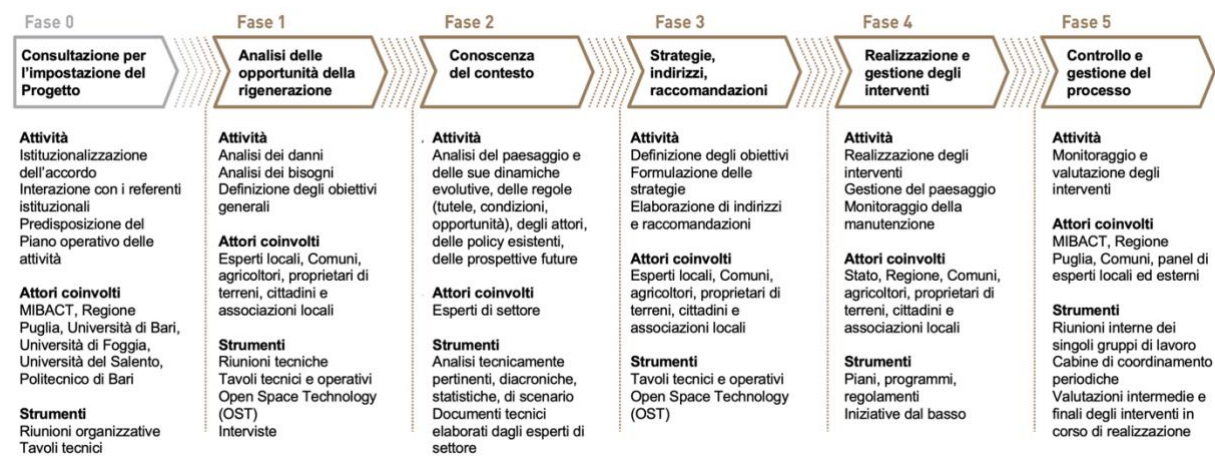 Fase 0
Consultazione per
l'impostazione del
Progetto
Attività
Istituzionalizzazione
dell'accordo
Interazione con i referenti
istituzionali
Predisposizione del
Piano operativo delle
attività
Attori coinvolti
MIBACT, Regione
Puglia, Università di Bari,
Università di Foggia,
Università del Salento,
Politecnico di Bari
Strumenti
Riunioni organizzative
Tavoli tecnici
Fase 1
Analisi delle
opportunità della
rigenerazione
Attività
Analisi dei danni
Analisi dei bisogni
Definizione degli obiettivi
generali
Attori coinvolti
Esperti locali, Comuni,
agricoltori, proprietari di
terreni, cittadini e
associazioni locali
Strumenti
Riunioni tecniche
Tavoli tecnici e operativi
Open Space Technology
(OST)
Interviste
Fase 2
Conoscenza
del contesto
Attività
Analisi del paesaggio e
delle sue dinamiche
evolutive, delle regole
(tutele, condizioni,
opportunità), degli attori,
delle policy esistenti,
delle prospettive future
Attori coinvolti
Esperti di settore
Strumenti
Analisi tecnicamente
pertinenti, diacroniche,
statistiche, di scenario
Documenti tecnici
elaborati dagli esperti di
settore
Fase 3
Strategie,
indirizzi,
raccomandazioni
Attività
Definizione degli obiettivi
Formulazione delle
strategie
Elaborazione di indirizzi
e raccomandazioni
Attori coinvolti
Esperti locali, Comuni,
agricoltori, proprietari di
terreni, cittadini e
associazioni locali
Strumenti
Tavoli tecnici e operativi
Open Space Technology
(OST)
Fase 4
Realizzazione e
gestione degli
interventi
Attività
Realizzazione degli
interventi
Gestione del paesaggio
Monitoraggio della
manutenzione
Attori coinvolti
Stato, Regione, Comuni,
agricoltori, proprietari di
terreni, cittadini e
associazioni locali
Strumenti
Piani, programmi,
regolamenti
Iniziative dal basso
Fase 5
Controllo e
gestione del
processo
Attività
Monitoraggio e
valutazione degli
interventi
Attori coinvolti
MIBACT, Regione
Puglia, Comuni, panel di
esperti locali ed esterni
Strumenti
Riunioni interne dei
singoli gruppi di lavoro
Cabine di coordinamento
periodiche
Valutazioni intermedie e
finali degli interventi in
corso di realizzazione